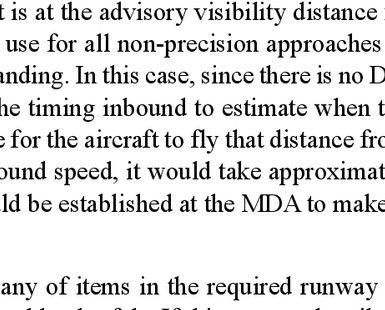 t is at the advisory visibility distance
use for all non-precision approaches
anding. In this case, since there is no D
he timing inbound to estimate when t
e for the aircraft to fly that distance fro
ound speed, it would take approximat
ld be established at the MDA to make
any of items in the required runway